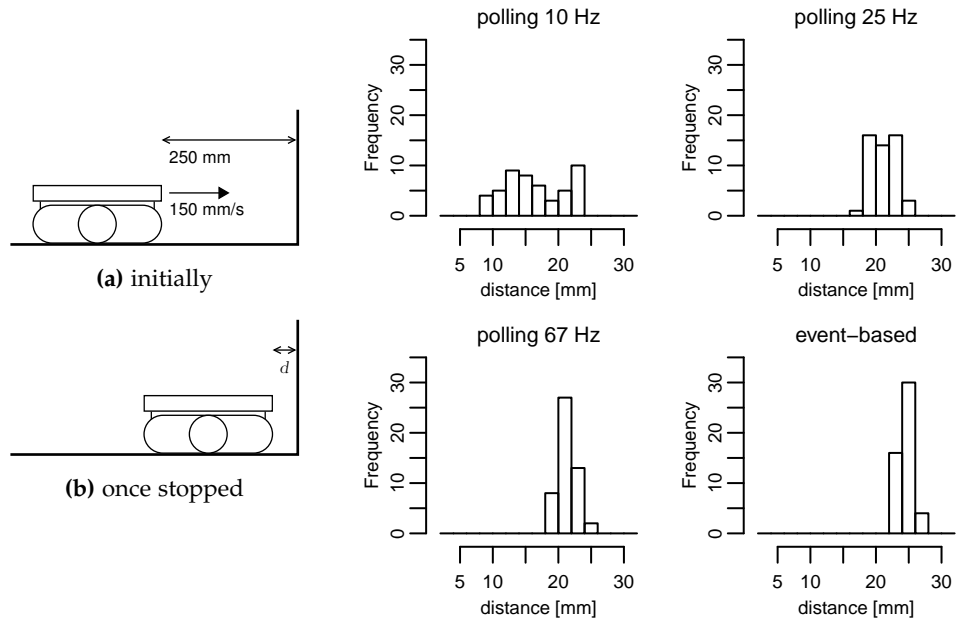 250 mm
150 mm/s
(a) initially
d
(b) once stopped
polling 10 Hz
Frequency
0 10 20 30
5 10 20 30
distance [mm]
polling 25 Hz
Frequency
0 10 20 30
5 10 20 30
distance [mm]
polling 67 Hz
Frequency
0 10 20 30
5 10 20 30
distance [mm]
event−based
Frequency
0 10 20 30
5 10 20 30
distance [mm]